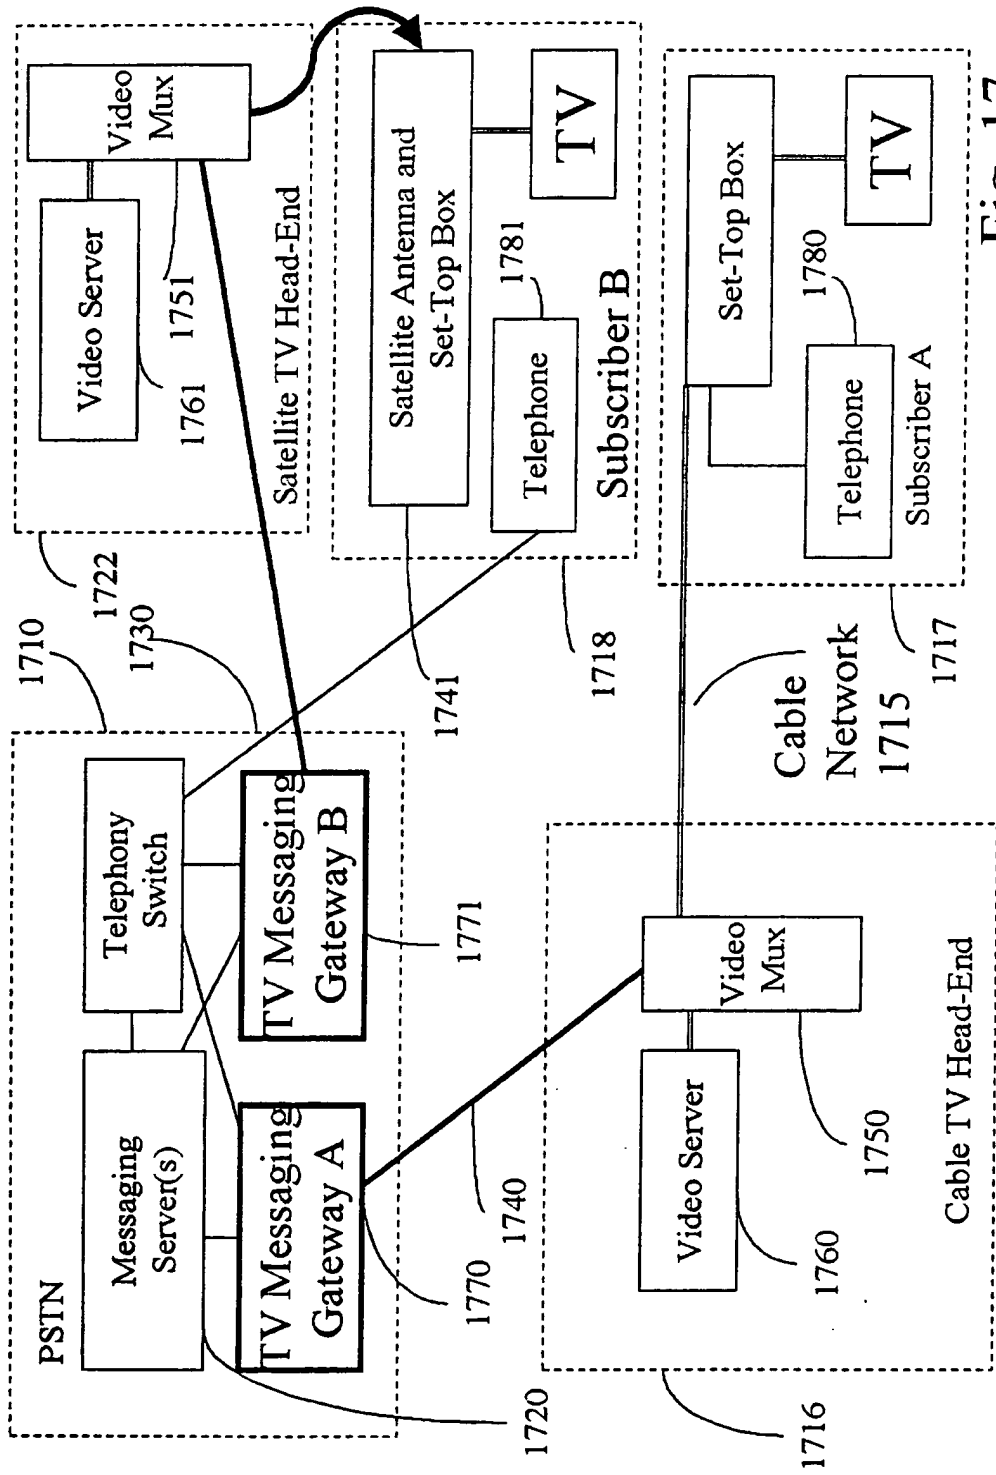 PSTN
Messaging
Server(s)
Telephony
Switch
TV Messaging
Gateway A
TV Messaging
Gateway B
1710
1730
1720
1770
1771
1740
1722
Video Server
Video
Mux
1761
1751
Satellite TV Head-End
Satellite Antenna and
Set-Top Box
TV
Telephone
1781
Subscriber B
1741
1718
Set-Top Box
TV
Telephone
1780
Subscriber A
1717
Cable
Network
1715
Video Server
Video
Mux
1760
1750
Cable TV Head-End
1716
Fig. 17